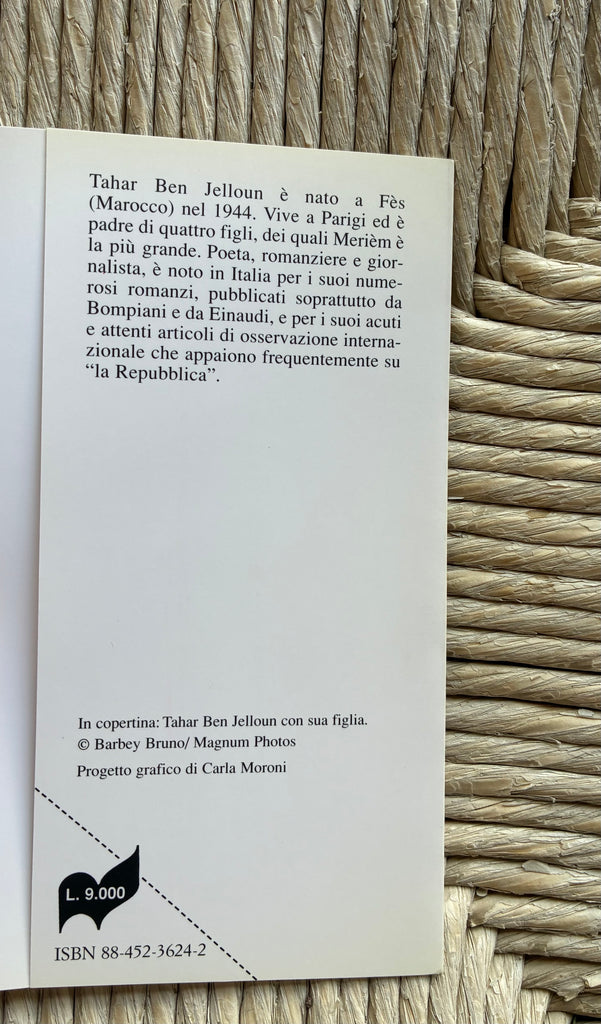 Tahar Ben Jelloun è nato a Fès
(Marocco) nel 1944. Vive a Parigi ed è
padre di quattro figli, dei quali Merièm è
la più grande. Poeta, romanziere e gior-
nalista, è noto in Italia per i suoi nume-
rosi romanzi, pubblicati soprattutto da
Bompiani e da Einaudi, e per i suoi acuti
e attenti articoli di osservazione interna-
zionale che appaiono frequentemente su
“la Repubblica”.
In copertina: Tahar Ben Jelloun con sua figlia.
© Barbey Bruno/ Magnum Photos
Progetto grafico di Carla Moroni
L. 9.000
ISBN 88-452-3624-2